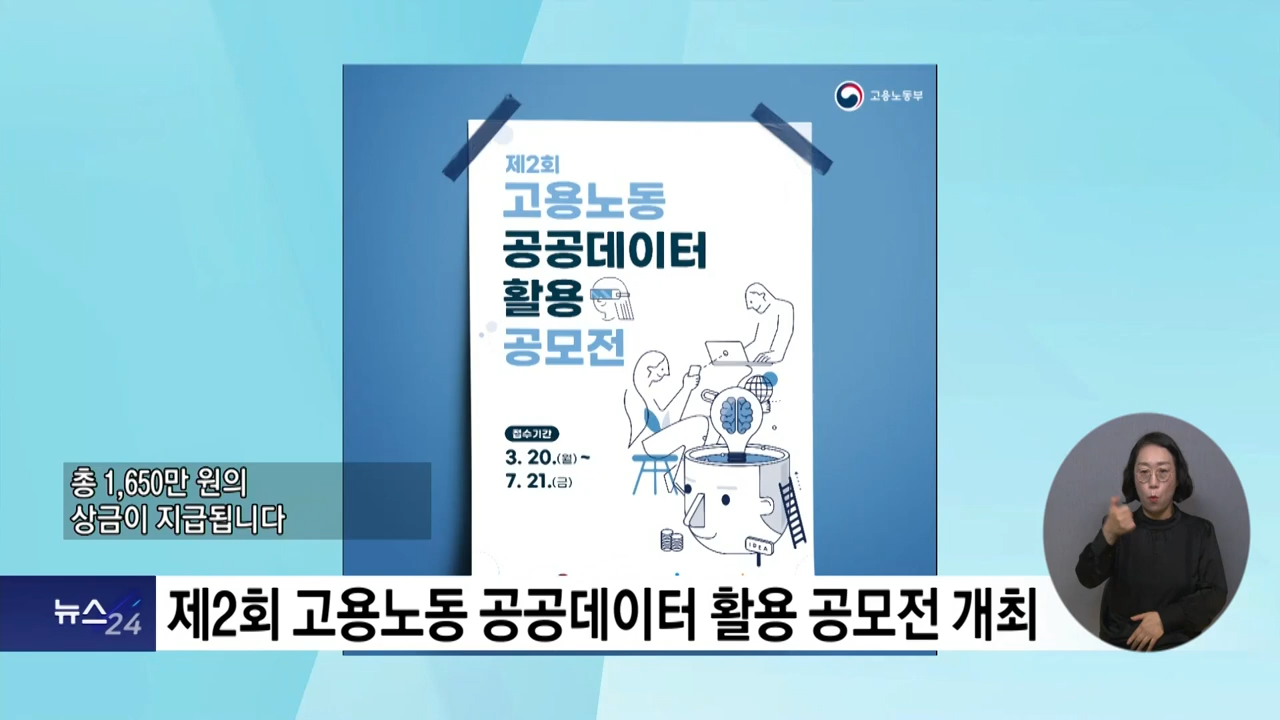 고용노동부
제2회
고용노동
공공데이터
활용
공모전
접수기간
3. 20.(월) ~
7. 21.(금)
IDEA
총 1,650만 원의
상금이 지급됩니다
뉴스
24
제2회 고용노동 공공데이터 활용 공모전 개최